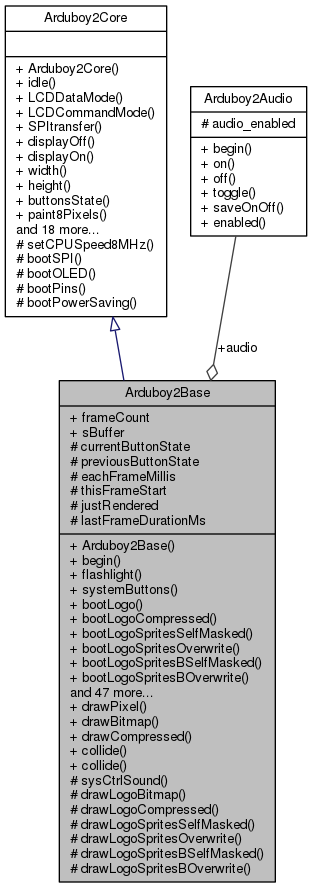 Arduboy2Core
+ Arduboy2Core()
+ idle()
+ LCDDataMode()
+ LCDCommandMode()
+ SPItransfer()
+ displayOff()
+ displayOn()
+ width()
+ height()
+ buttonsState()
+ paint8Pixels()
and 18 more...
# setCPUSpeed8MHz()
# bootSPI()
# bootOLED()
# bootPins()
# bootPowerSaving()
Arduboy2Audio
# audio_enabled
+ begin()
+ on()
+ off()
+ toggle()
+ saveOnOff()
+ enabled()
+audio
Arduboy2Base
+ frameCount
+ sBuffer
# currentButtonState
# previousButtonState
# eachFrameMillis
# thisFrameStart
# justRendered
# lastFrameDurationMs
+ Arduboy2Base()
+ begin()
+ flashlight()
+ systemButtons()
+ bootLogo()
+ bootLogoCompressed()
+ bootLogoSpritesSelfMasked()
+ bootLogoSpritesOverwrite()
+ bootLogoSpritesBSelfMasked()
+ bootLogoSpritesBOverwrite()
and 47 more...
+ drawPixel()
+ drawBitmap()
+ drawCompressed()
+ collide()
+ collide()
# sysCtrlSound()
# drawLogoBitmap()
# drawLogoCompressed()
# drawLogoSpritesSelfMasked()
# drawLogoSpritesOverwrite()
# drawLogoSpritesBSelfMasked()
# drawLogoSpritesBOverwrite()